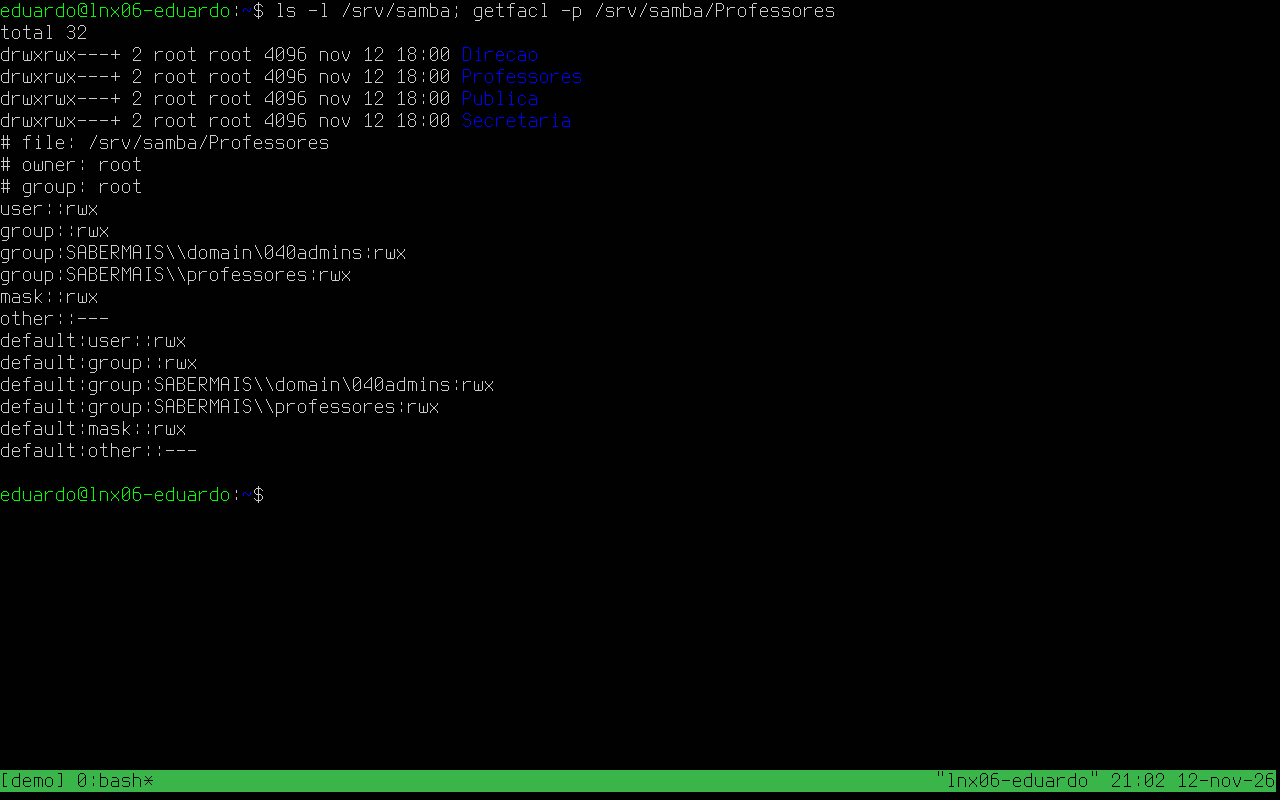 eduardo@lnx06-eduardo:~$ ls -l /srv/samba; getfacl -p /srv/samba/Professores
total 32
drwxrwx---+ 2 root root 4096 nov 12 18:00 Direcao
drwxrwx---+ 2 root root 4096 nov 12 18:00 Professores
drwxrwx---+ 2 root root 4096 nov 12 18:00 Publica
drwxrwx---+ 2 root root 4096 nov 12 18:00 Secretaria
# file: /srv/samba/Professores
# owner: root
# group: root
user::rwx
group::rwx
group:SABERMAIS\\domain\040admins:rwx
group:SABERMAIS\\professores:rwx
mask::rwx
other::---
default:user::rwx
default:group::rwx
default:group:SABERMAIS\\domain\040admins:rwx
default:group:SABERMAIS\\professores:rwx
default:mask::rwx
default:other::---
eduardo@lnx06-eduardo:~$
[demo] 0:bash* "lnx06-eduardo" 21:02 12-nov-26